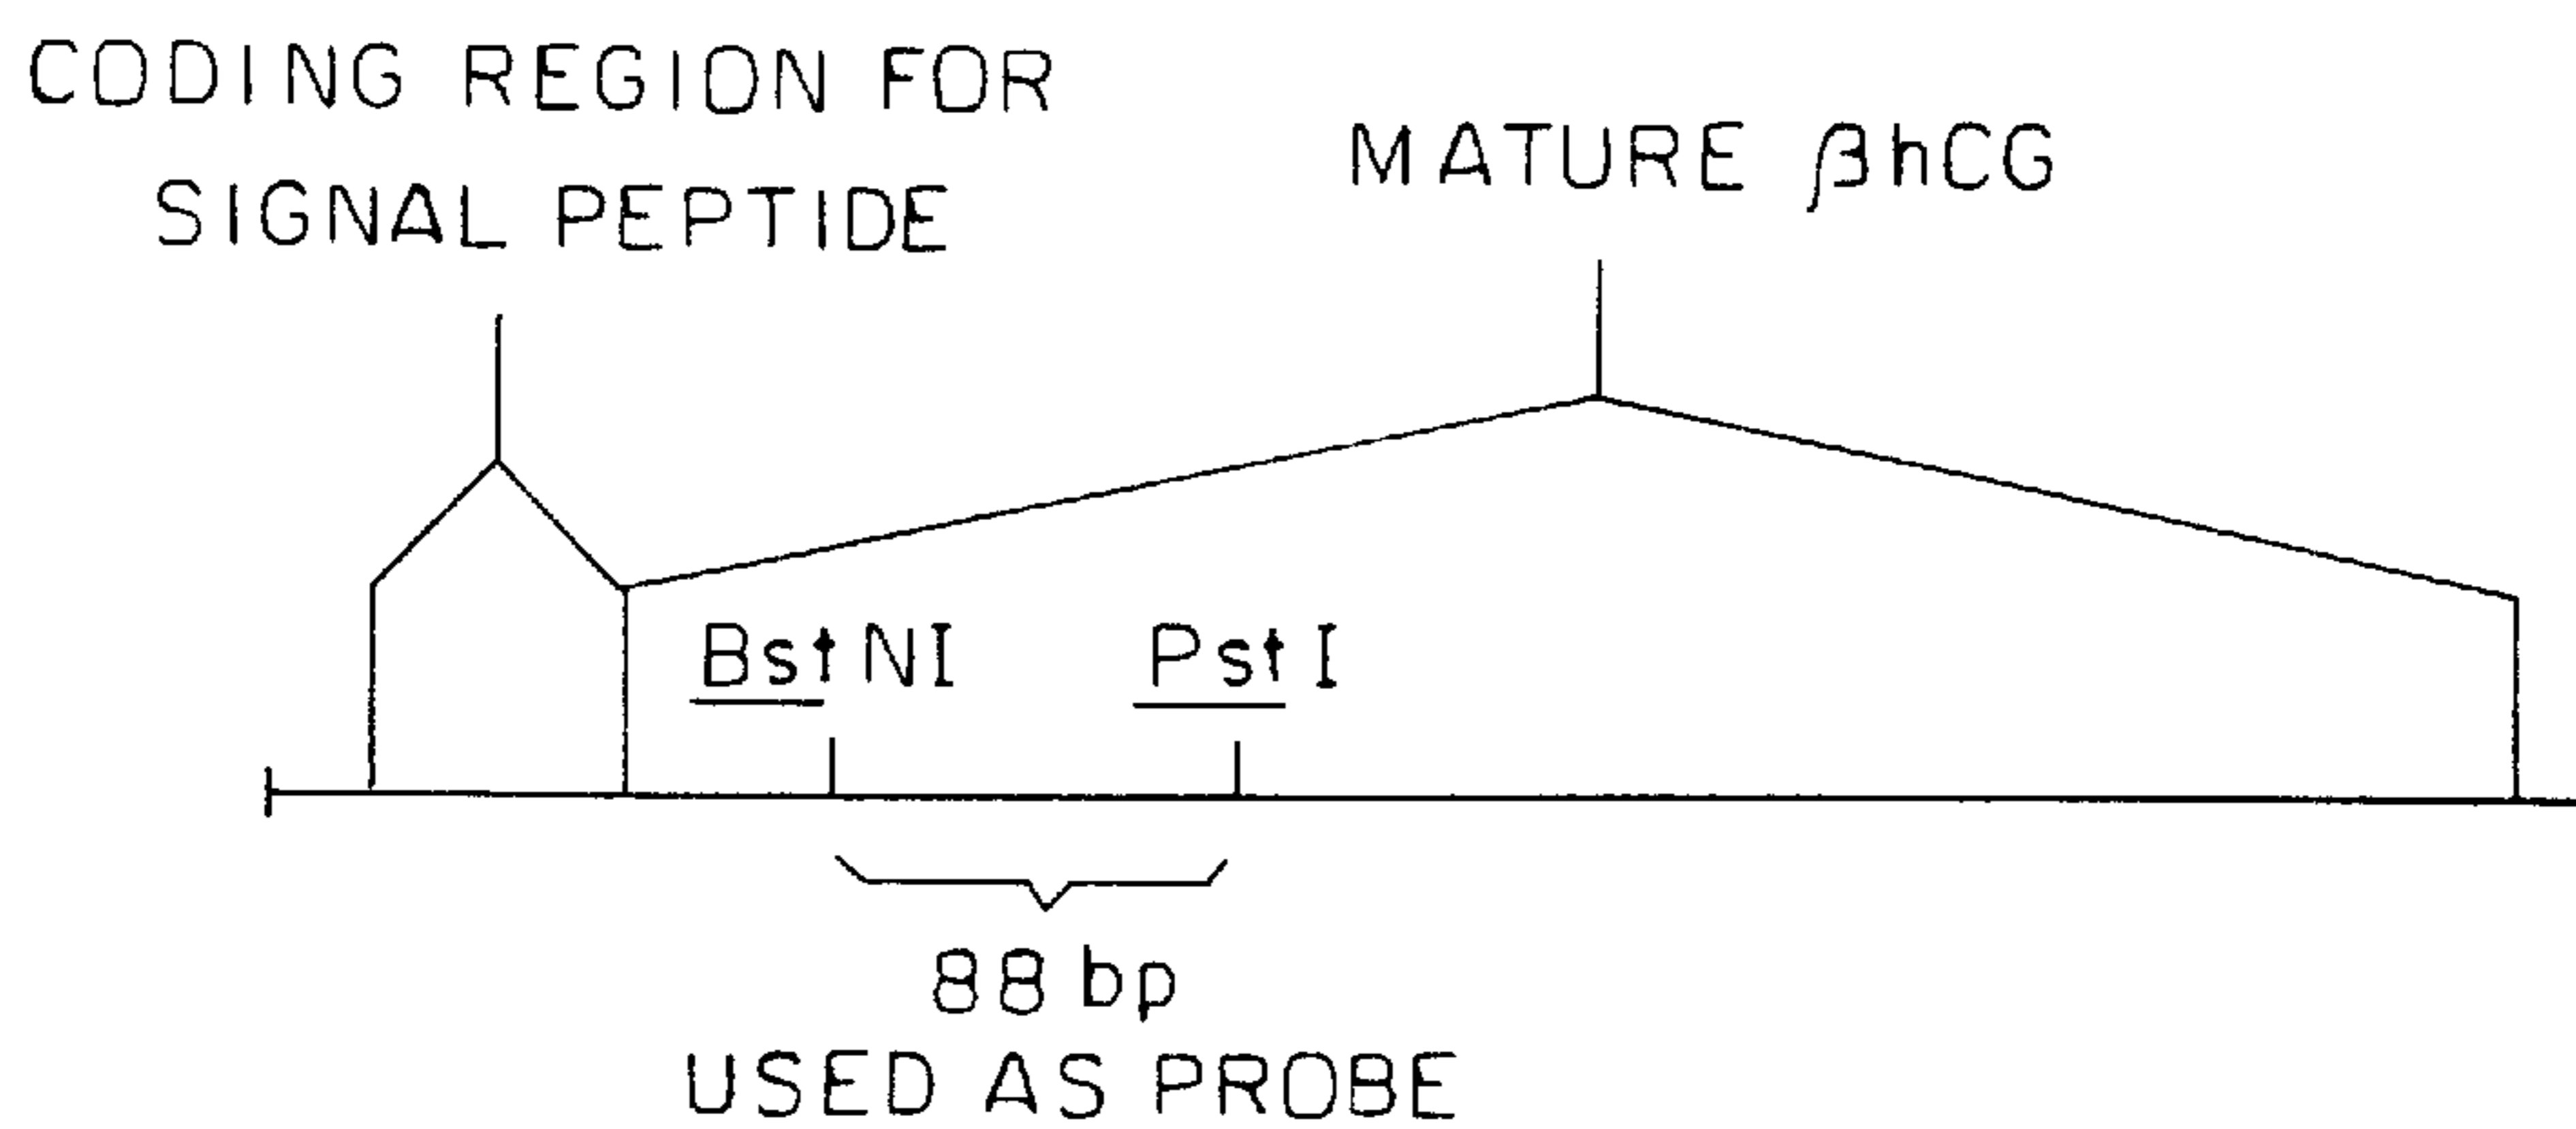 CODING REGION FOR
SIGNAL PEPTIDE
MATURE βhCG
BstNI
PstI
88 bp
USED AS PROBE